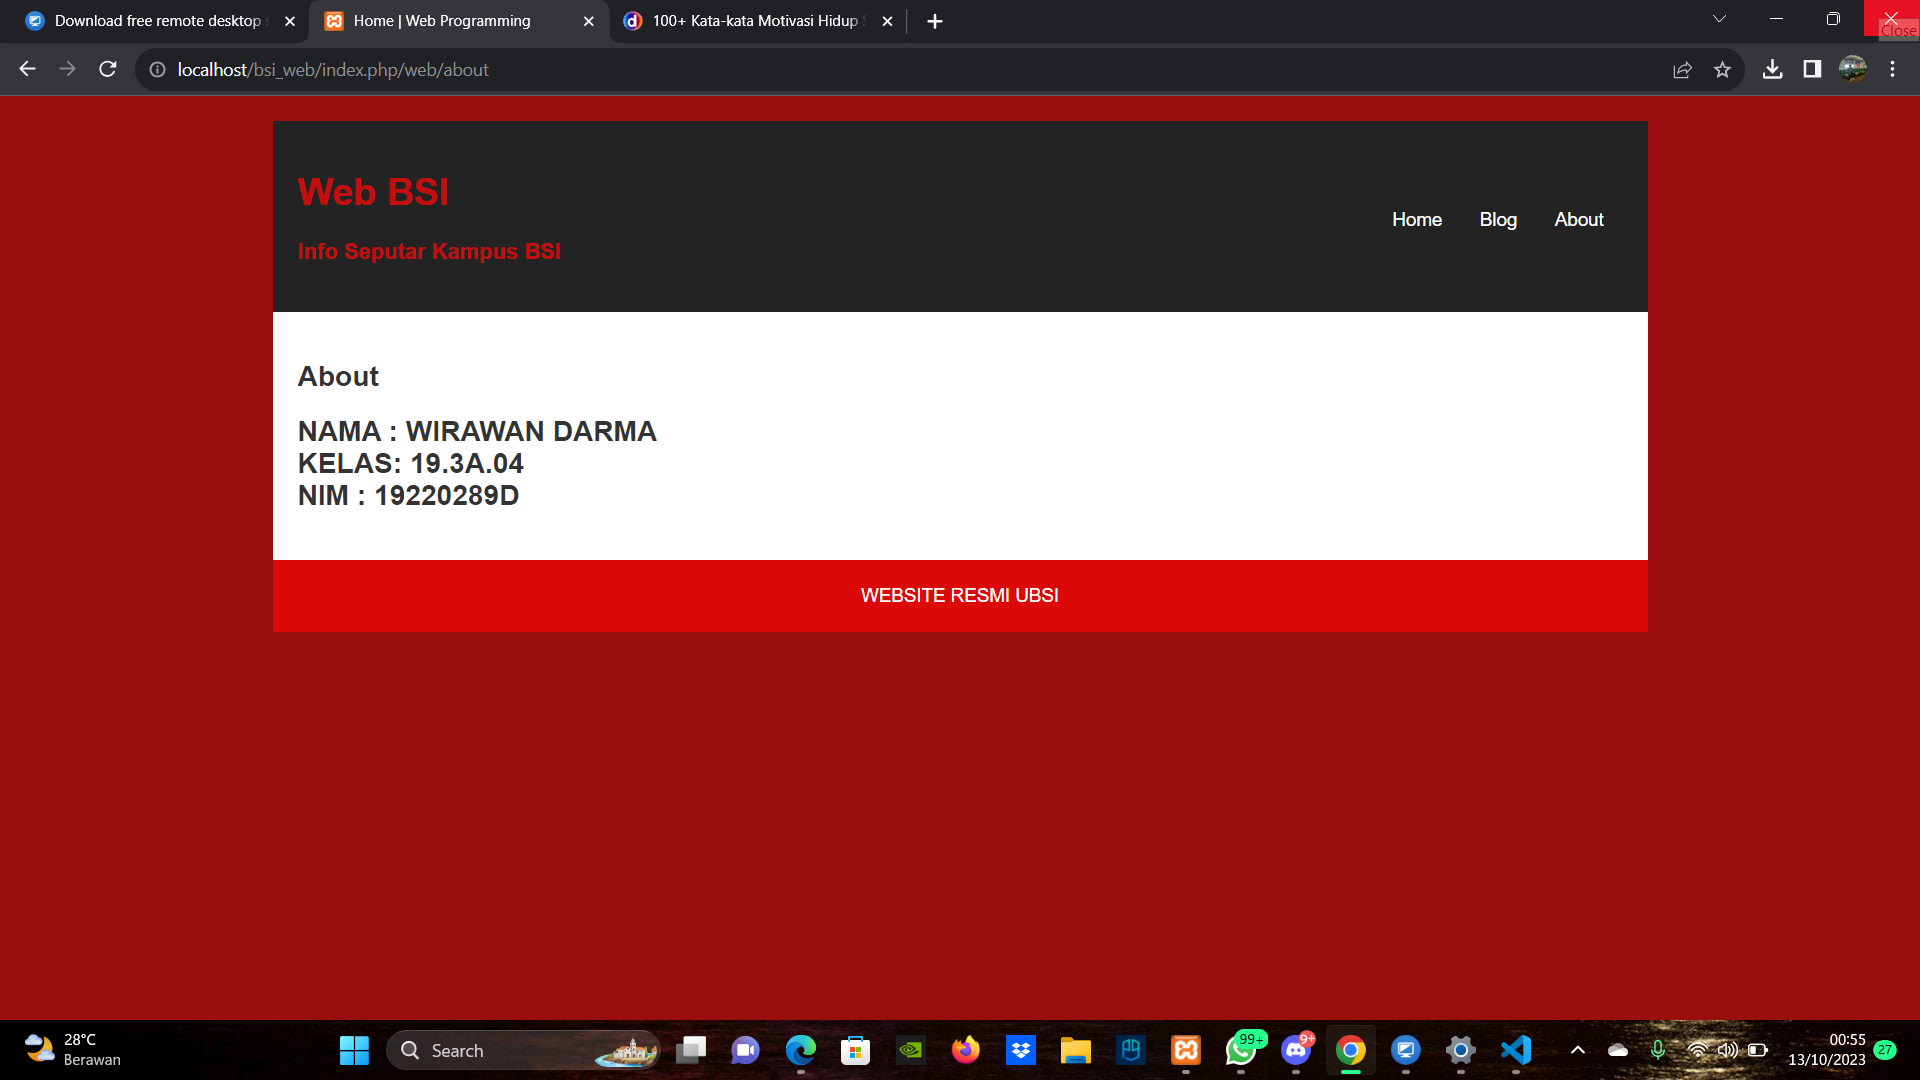 Download free remote desktop
Home | Web Programming
100+ Kata-kata Motivasi Hidup
Close
localhost/bsi_web/index.php/web/about
Web BSI
Info Seputar Kampus BSI
Home
Blog
About
About
NAMA : WIRAWAN DARMA
KELAS: 19.3A.04
NIM : 19220289D
WEBSITE RESMI UBSI
28°C
Berawan
Search
99+
9+
00:55
13/10/2023
27